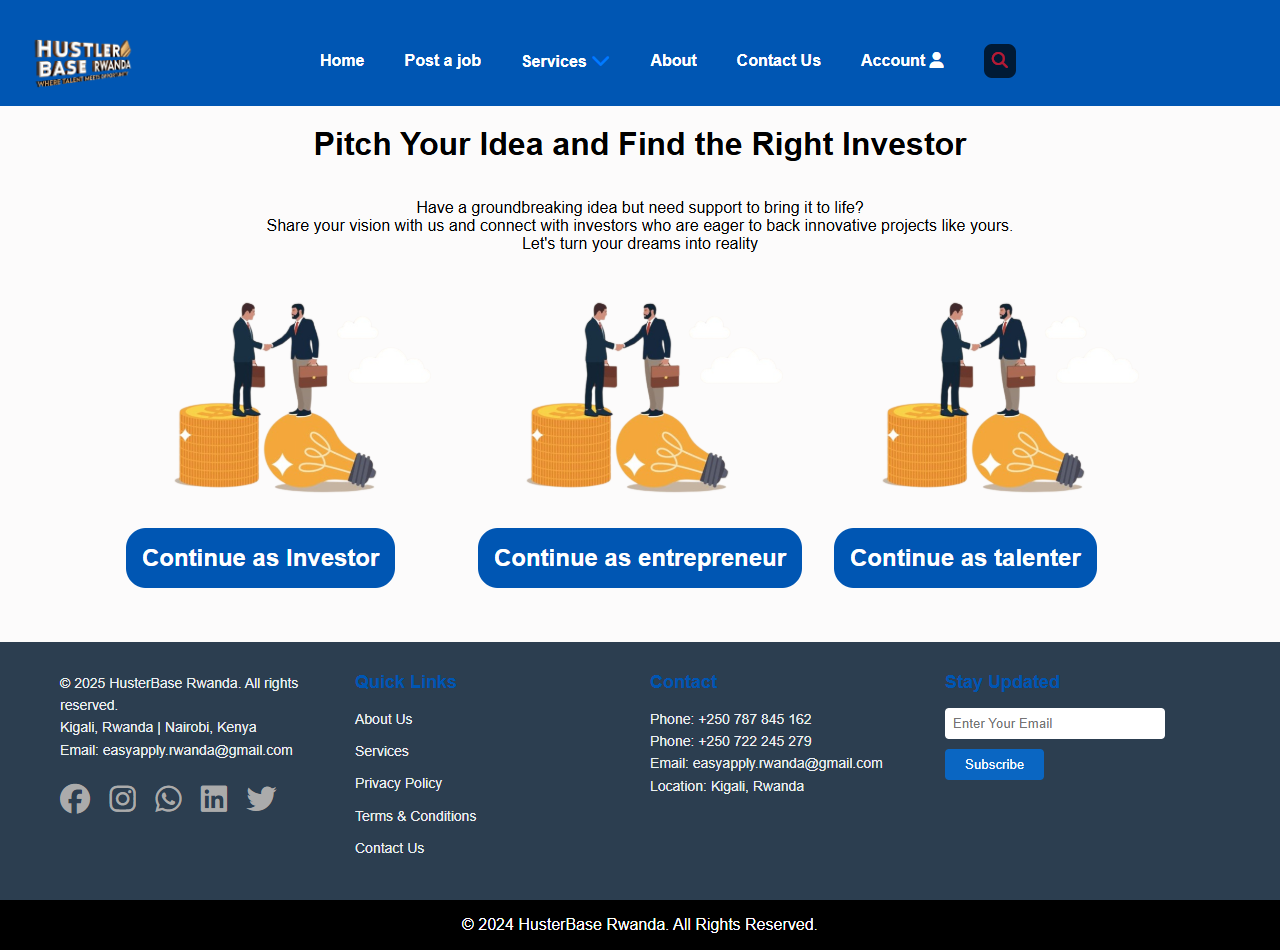 HUSTLER
BASE RWANDA
WHERE TALENT MEETS
Home
Post a job
Services
About
Contact Us
Account
Pitch Your Idea and Find the Right Investor
Have a groundbreaking idea but need support to bring it to life?
Share your vision with us and connect with investors who are eager to back innovative projects like yours.
Let's turn your dreams into reality
Continue as Investor
Continue as entrepreneur
Continue as talenter
© 2025 HusterBase Rwanda. All rights
reserved.
Kigali, Rwanda | Nairobi, Kenya
Email: easyapply.rwanda@gmail.com
Quick Links
About Us
Services
Privacy Policy
Terms & Conditions
Contact Us
Contact
Phone: +250 787 845 162
Phone: +250 722 245 279
Email: easyapply.rwanda@gmail.com
Location: Kigali, Rwanda
Stay Updated
Enter Your Email
Subscribe
© 2024 HusterBase Rwanda. All Rights Reserved.